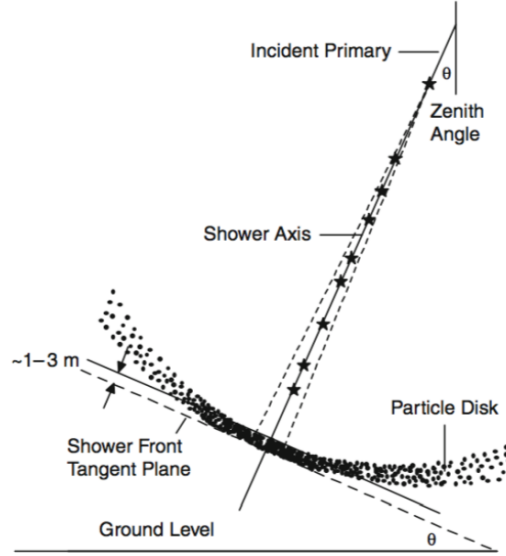 Incident Primary
θ
Zenith
Angle
Shower Axis
~1–3 m
Particle Disk
Shower Front
Tangent Plane
Ground Level
θ